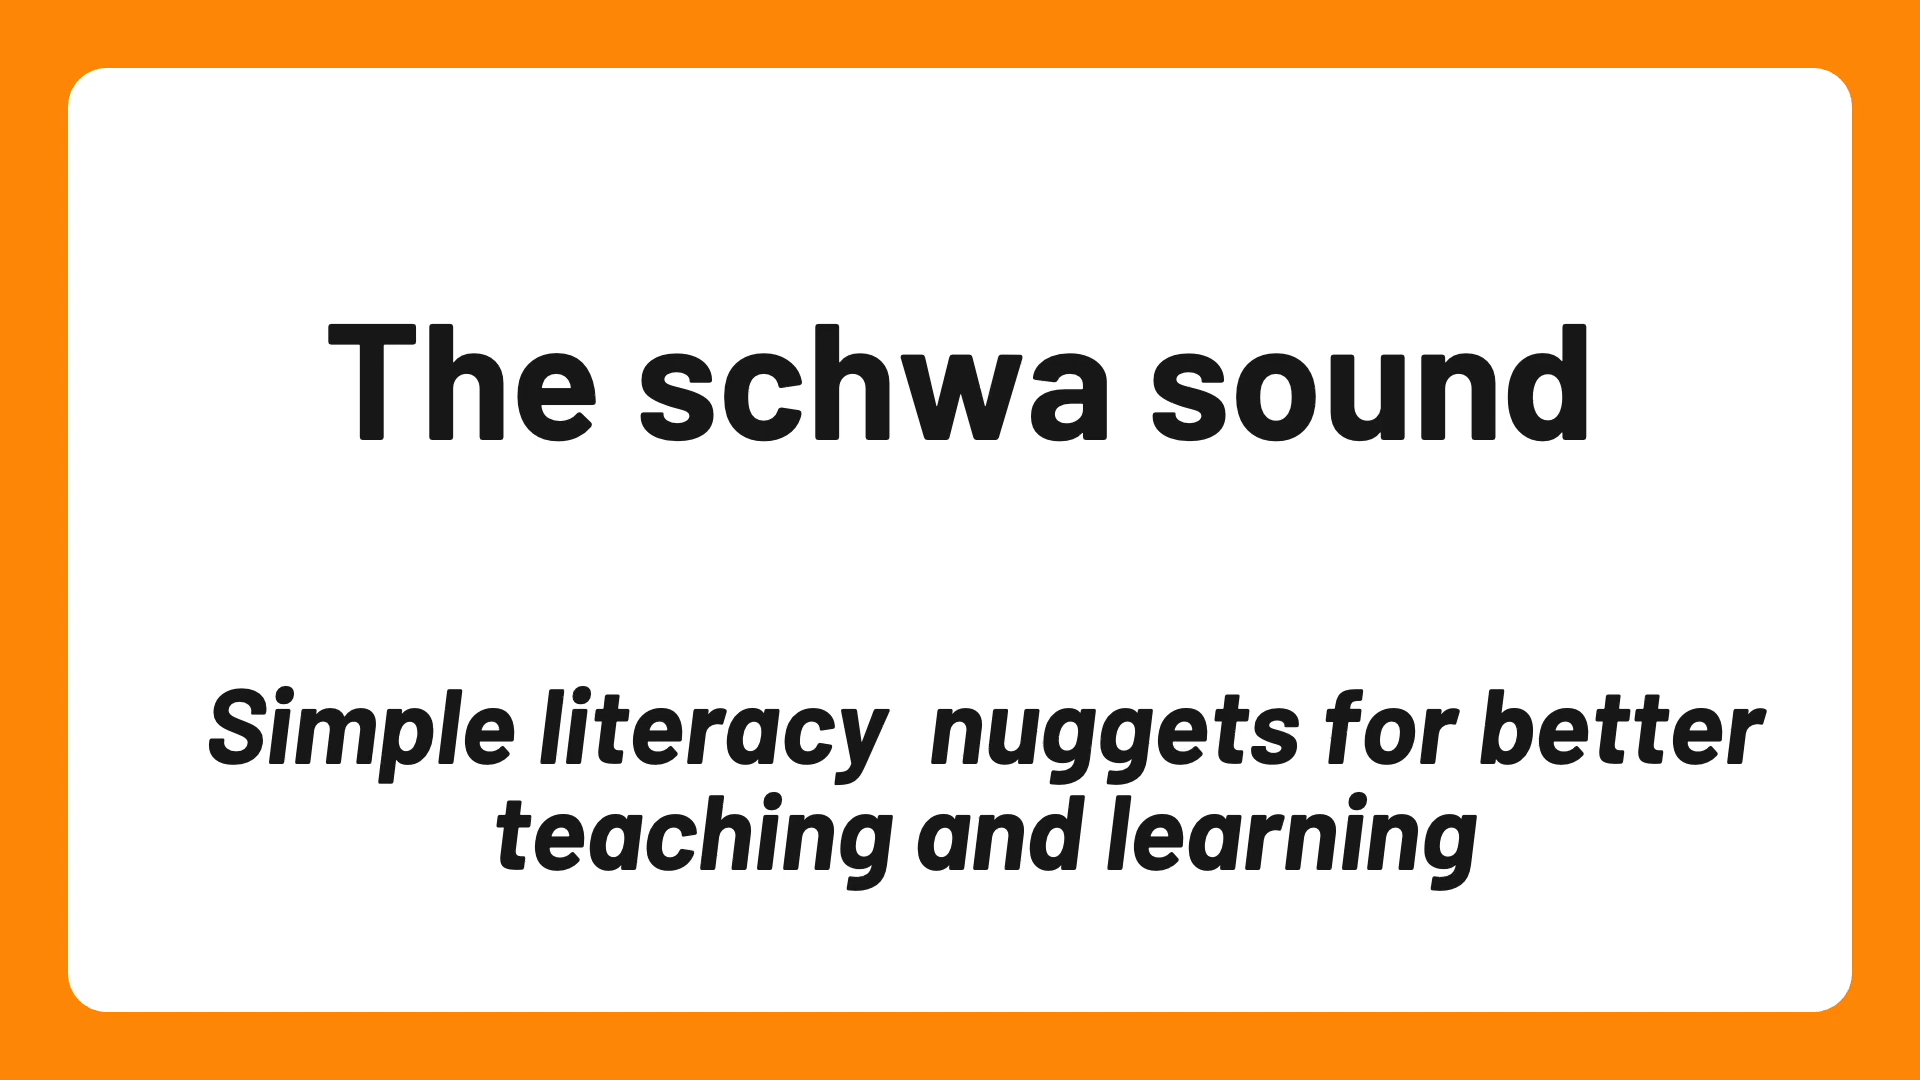 The schwa sound
Simple literacy  nuggets for better
teaching and learning